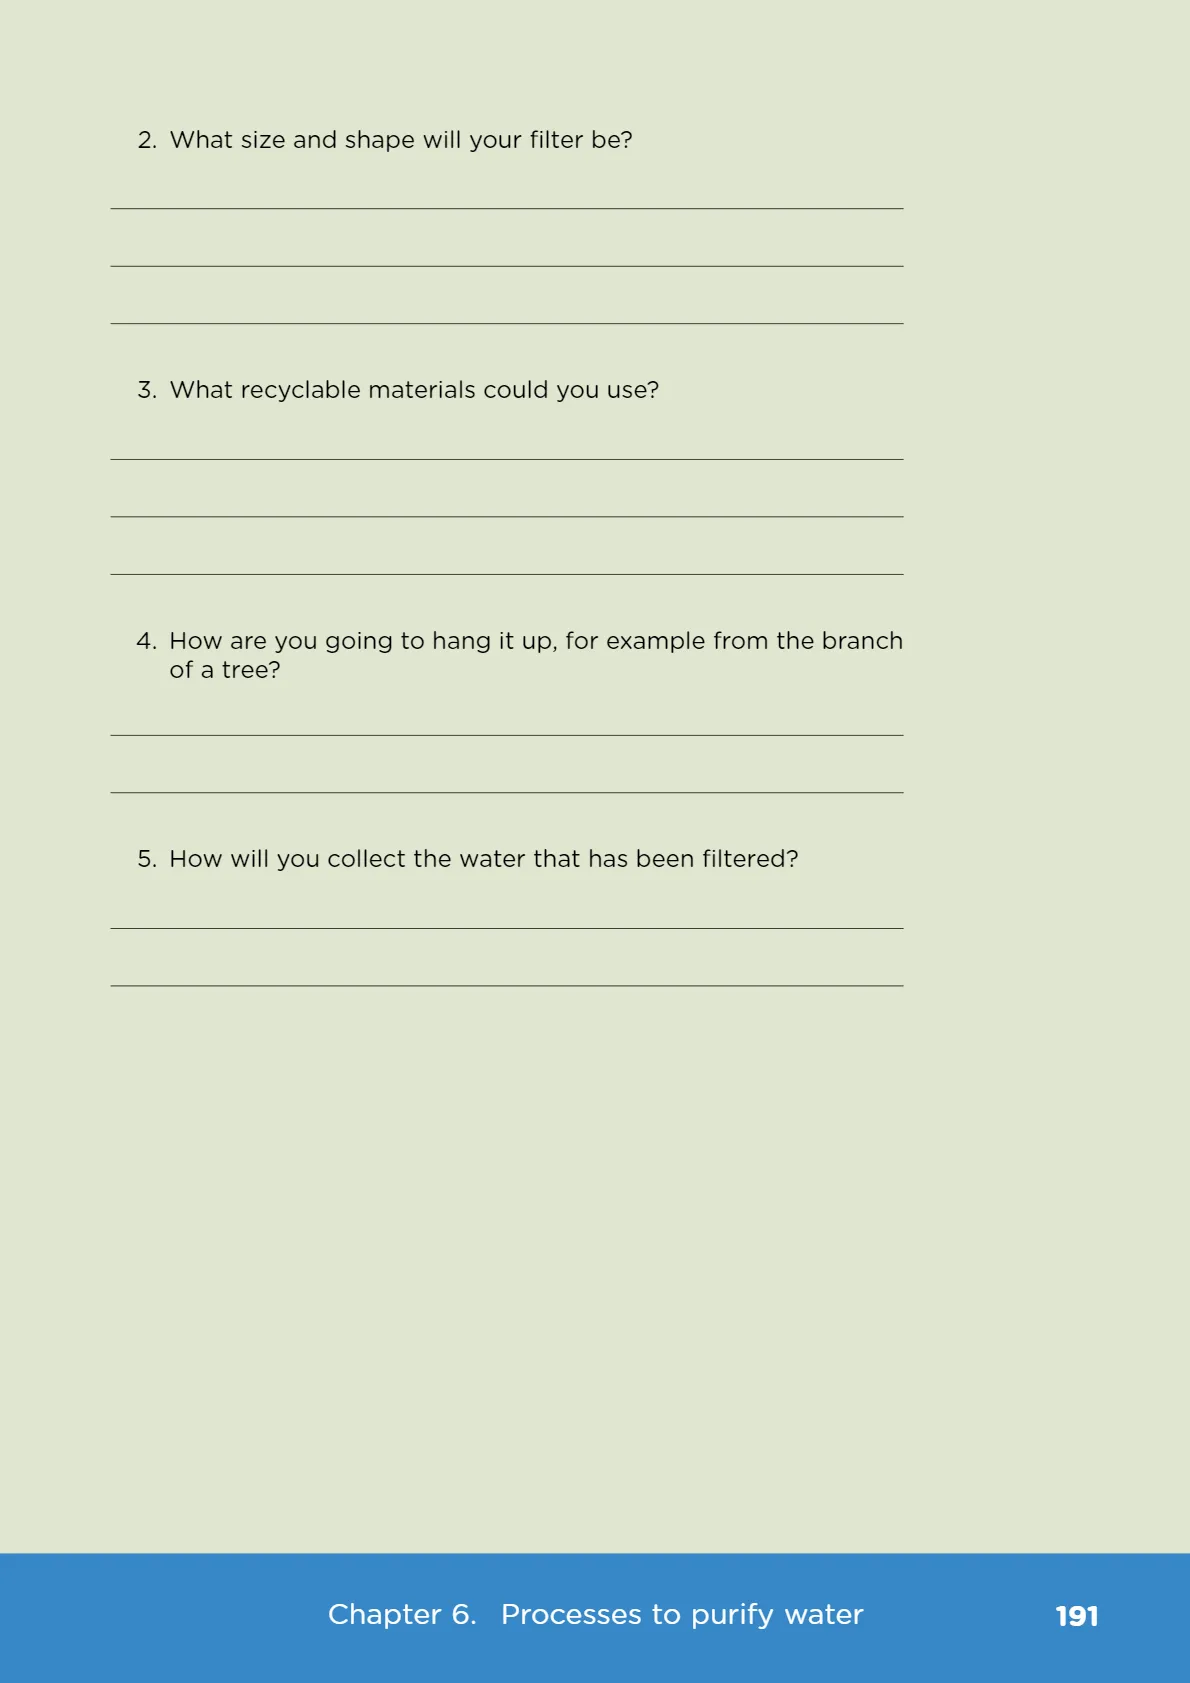 2. What size and shape will your filter be?
3. What recyclable materials could you use?
4. How are you going to hang it up, for example from the branch
of a tree?
5. How will you collect the water that has been filtered?
Chapter 6. Processes to purify water 191